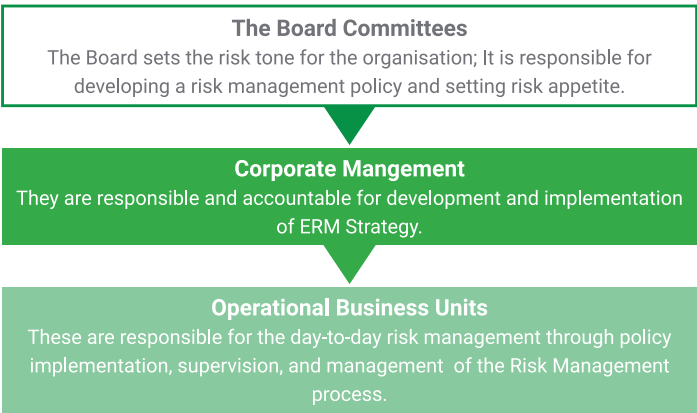 The Board Committees
The Board sets the risk tone for the organisation; It is responsible for
developing a risk management policy and setting risk appetite.
Corporate Mangement
They are responsible and accountable for development and implementation
of ERM Strategy.
Operational Business Units
These are responsible for the day-to-day risk management through policy
implementation, supervision, and management of the Risk Management
process.